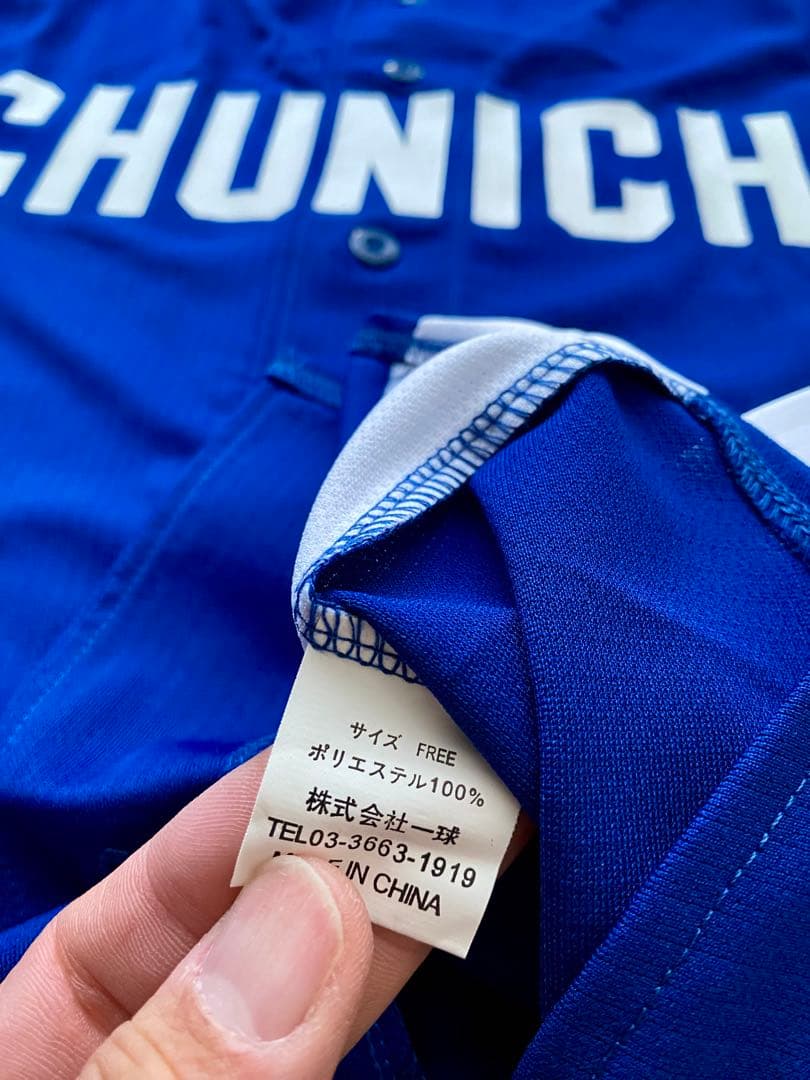 CHUNICH
サイズ FREE
ポリエステル100%
株式会社一球
TEL03-3663-1919
IN CHINA